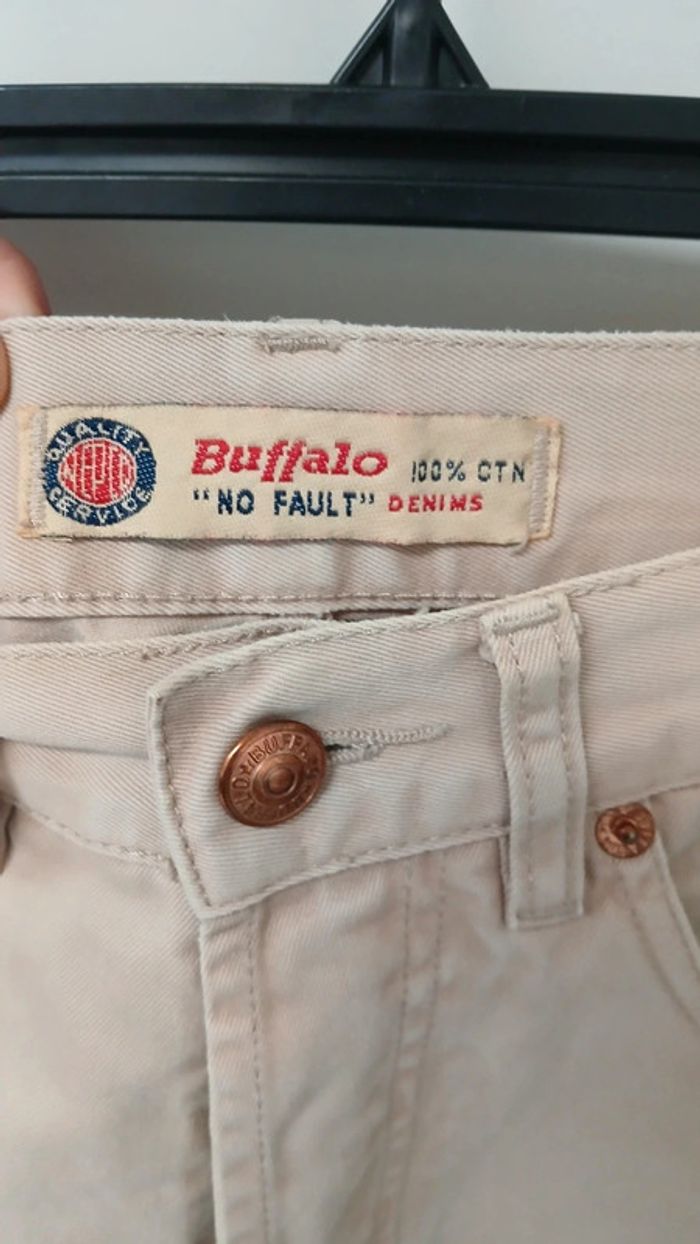 QUALITY
SERVICE
Buffalo 100% CTN
"NO FAULT" DENIMS